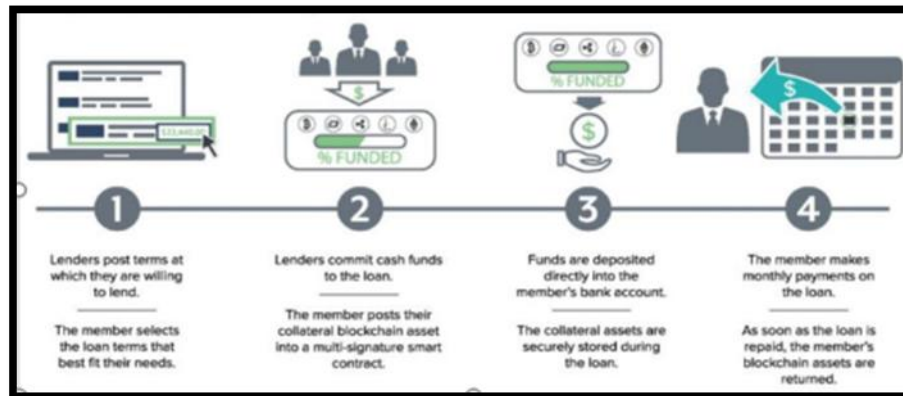 $23,440.00
$
% FUNDED
% FUNDED
$
$
1
2
3
4
Lenders post terms at
which they are willing
to lend.
The member selects
the loan terms that
best fit their needs.
Lenders commit cash funds
to the loan.
The member posts their
collateral blockchain asset
into a multi-signature smart
contract.
Funds are deposited
directly into the
member's bank account.
The collateral assets are
securely stored during
the loan.
The member makes
monthly payments on
the loan.
As soon as the loan is
repaid, the member's
blockchain assets are
returned.